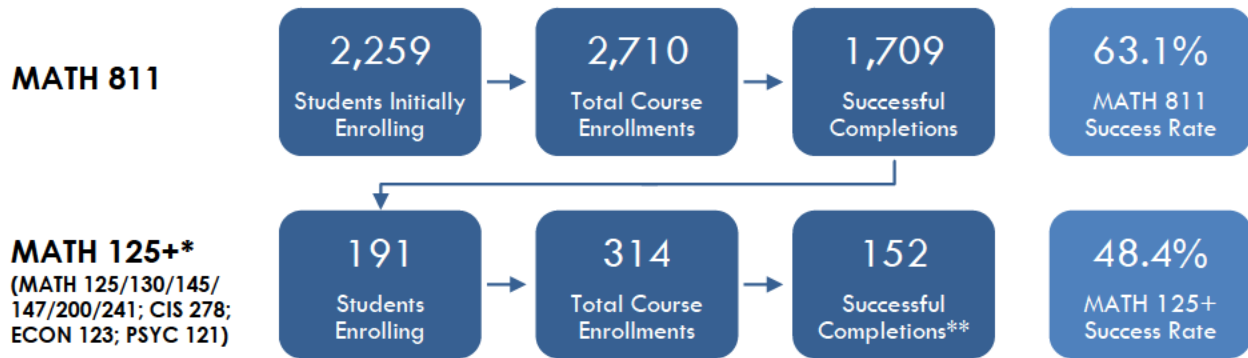 MATH 811
2,259
Students Initially
Enrolling
2,710
Total Course
Enrollments
1,709
Successful
Completions
63.1%
MATH 811
Success Rate
MATH 125+*
(MATH 125/130/145/
147/200/241; CIS 278;
ECON 123; PSYC 121)
191
Students
Enrolling
314
Total Course
Enrollments
152
Successful
Completions**
48.4%
MATH 125+
Success Rate